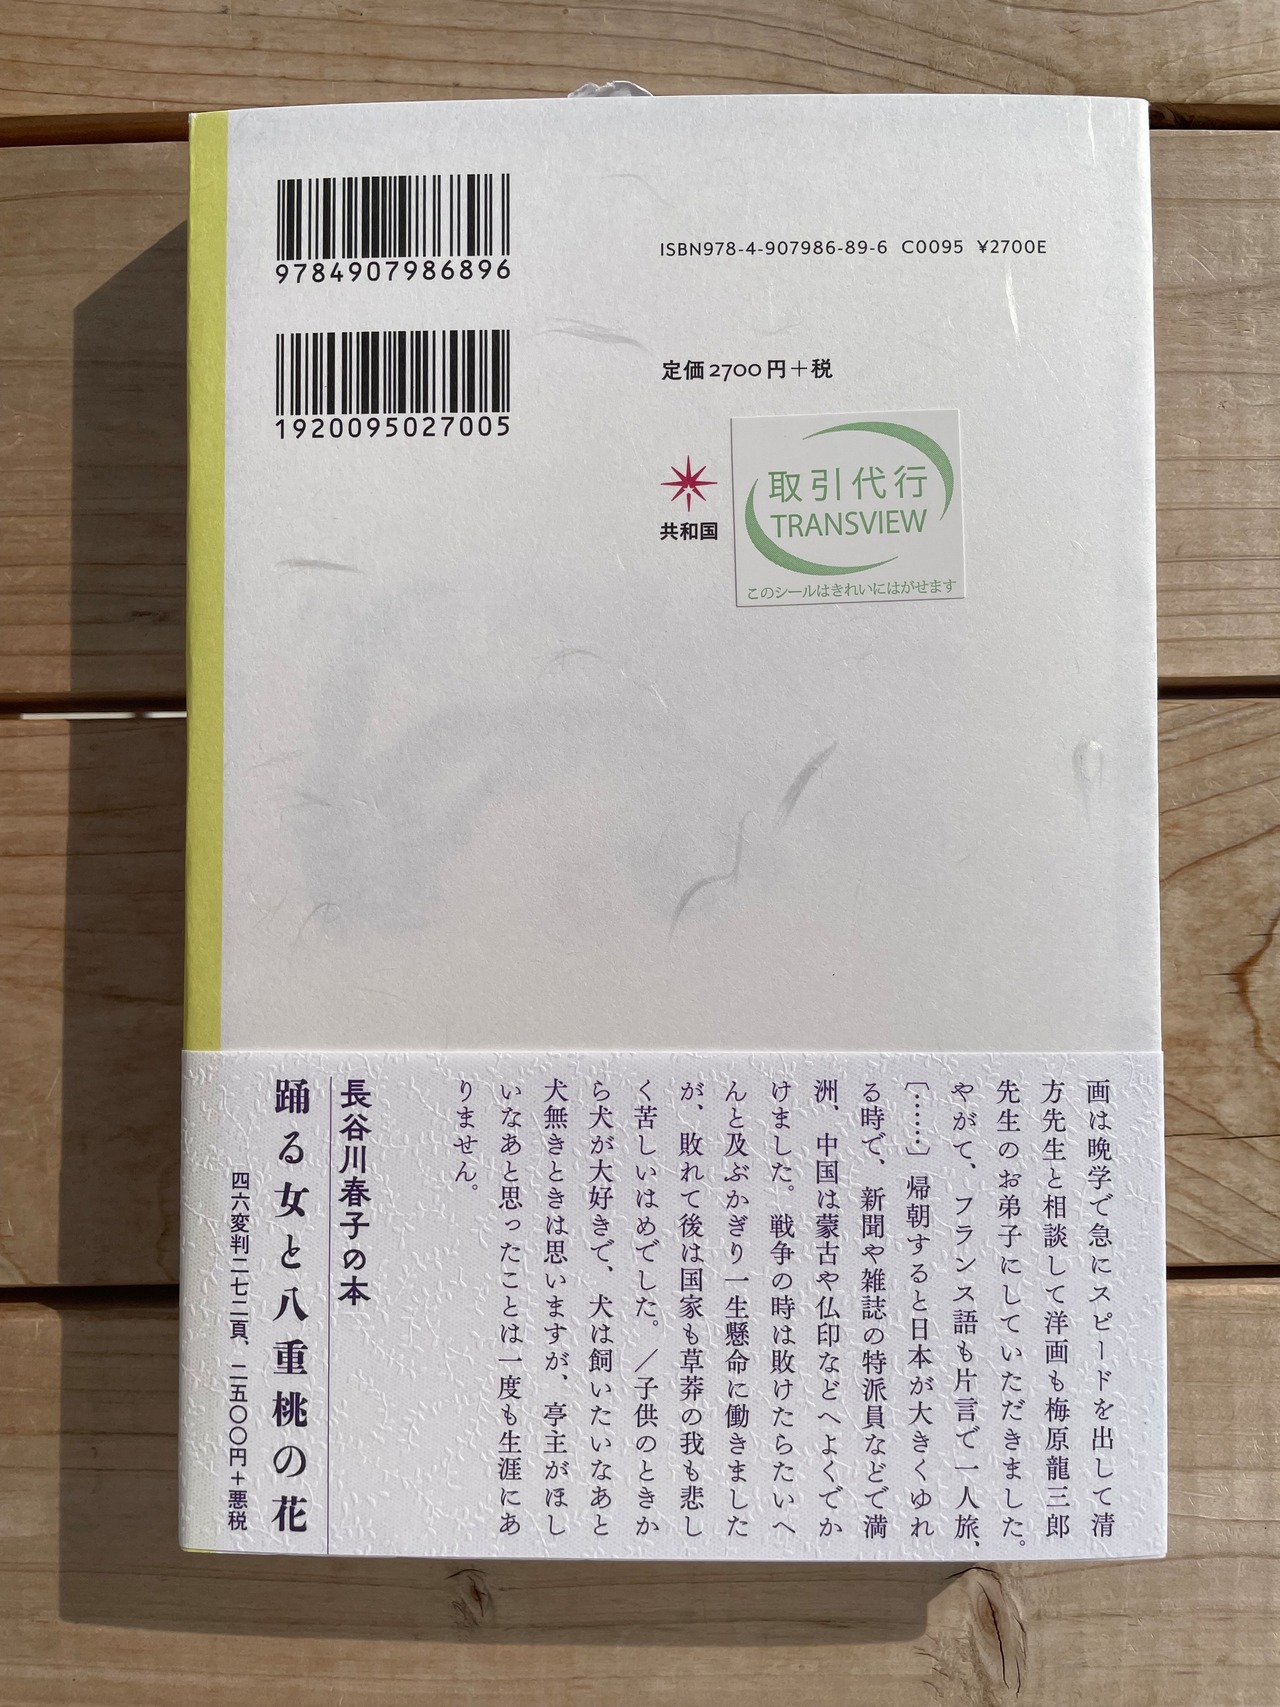 9784907986896
ISBN978-4-907986-89-6 C0095 ¥2700E
1920095027005
定価2700円+税
共和国
取引代行
TRANSVIEW
このシールはきれいにはがせます
画は晩学で急にスピードを出して清
方先生と相談して洋画も梅原龍三郎
先生のお弟子にしていただきました。
やがて、フランス語も片言で一人旅、
〔……〕帰朝すると日本が大きくゆれ
る時で、新聞や雑誌の特派員などで満
洲、中国は蒙古や仏印などへよくでか
けました。戦争の時は敗けたらたいへ
んと及ぶかぎり一生懸命に働きました
が、敗れて後は国家も草莽の我も悲し
く苦しいはめでした。／子供のときか
ら犬が大好きで、犬は飼いたいなあと
犬無きときは思いますが、亭主がほし
いなあと思ったことは一度も生涯にあ
りません。
長谷川春子の本
踊る女と八重桃の花
四六変判二七二頁、二五〇〇円+悪税